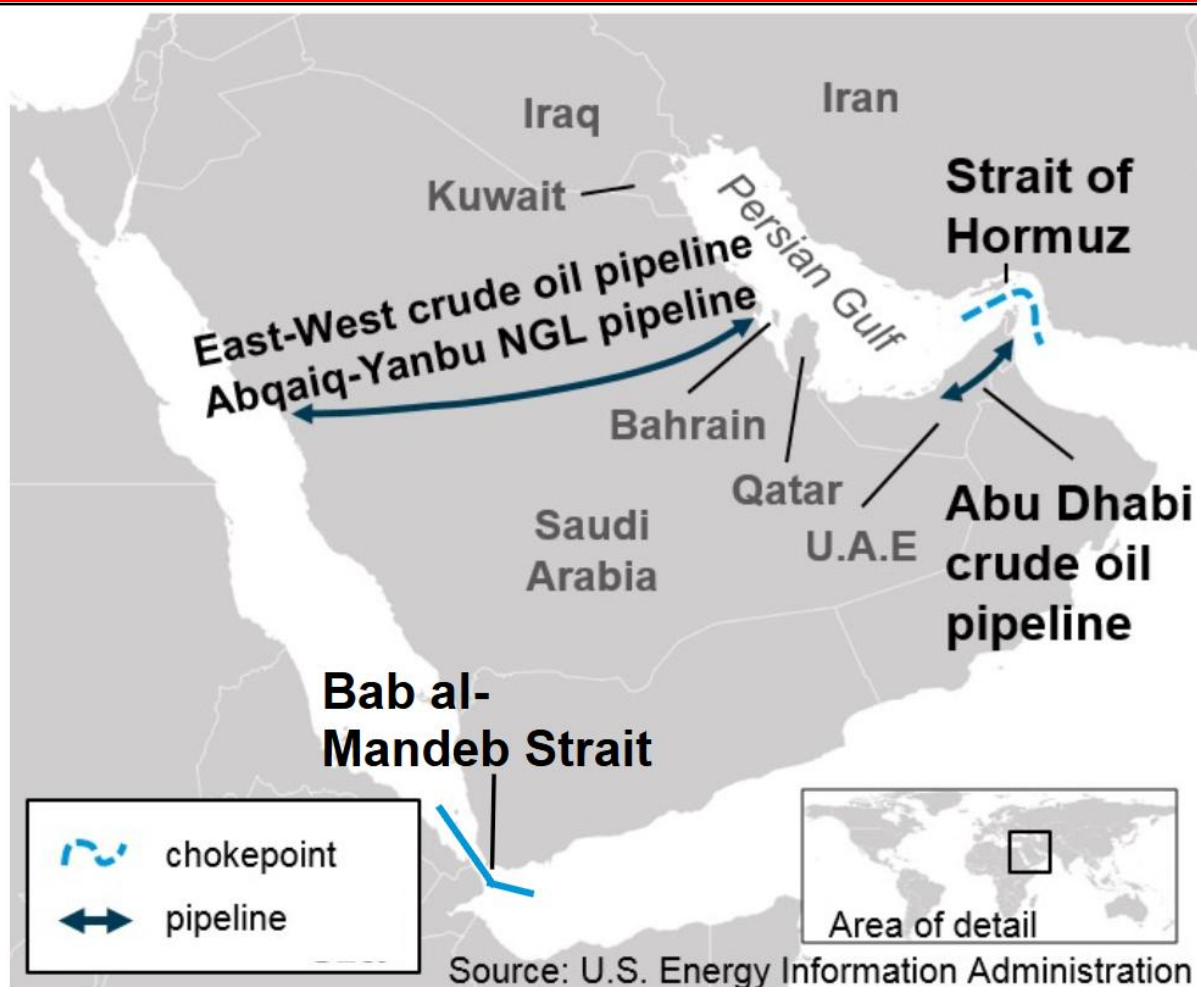 Iraq
Iran
Kuwait
Persian Gulf
Strait of
Hormuz
East-West crude oil pipeline
Abqaiq-Yanbu NGL pipeline
Bahrain
Qatar
U.A.E
Saudi
Arabia
Abu Dhabi
crude oil
pipeline
Bab al-
Mandeb Strait
chokepoint
pipeline
Area of detail
Source: U.S. Energy Information Administration